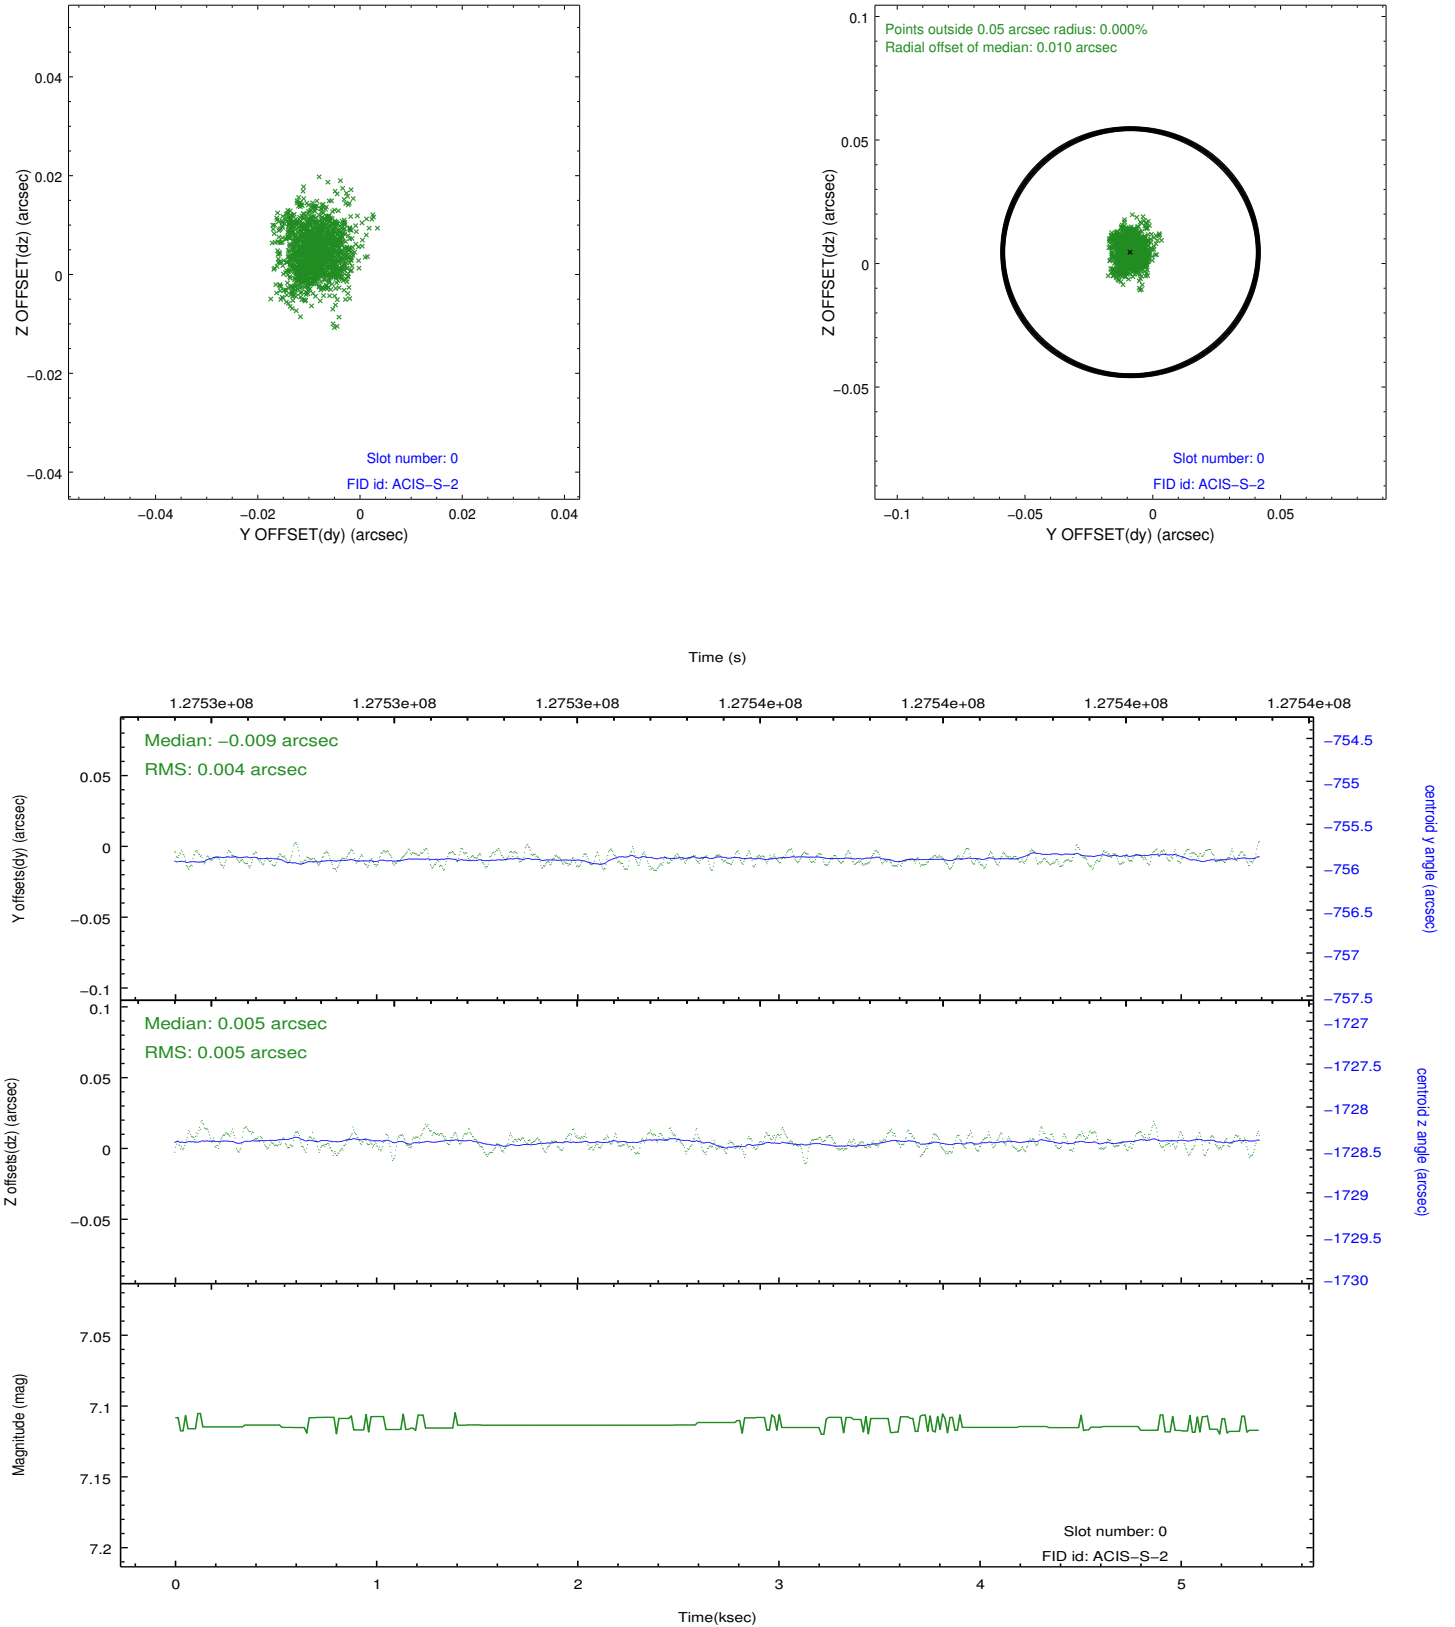 0.04
0.02
0
−0.02
−0.04
Z OFFSET(dz) (arcsec)
Slot number: 0
FID id: ACIS−S−2
−0.04
−0.02
0
0.02
0.04
Y OFFSET(dy) (arcsec)
Points outside 0.05 arcsec radius: 0.000%
Radial offset of median: 0.010 arcsec
0.1
0.05
0
−0.05
Z OFFSET(dz) (arcsec)
Slot number: 0
FID id: ACIS−S−2
−0.1
−0.05
0
0.05
Y OFFSET(dy) (arcsec)
Time (s)
1.2753e+08
1.2753e+08
1.2753e+08
1.2754e+08
1.2754e+08
1.2754e+08
1.2754e+08
Median: −0.009 arcsec
RMS: 0.004 arcsec
0.05
0
−0.05
−0.1
Y offsets(dy) (arcsec)
−754.5
−755
−755.5
−756
−756.5
−757
−757.5
centroid y angle (arcsec)
Median: 0.005 arcsec
RMS: 0.005 arcsec
0.1
0.05
0
−0.05
Z offsets(dz) (arcsec)
−1727
−1727.5
−1728
−1728.5
−1729
−1729.5
−1730
centroid z angle (arcsec)
7.05
7.1
7.15
7.2
Magnitude (mag)
Slot number: 0
FID id: ACIS−S−2
0
1
2
3
4
5
Time(ksec)